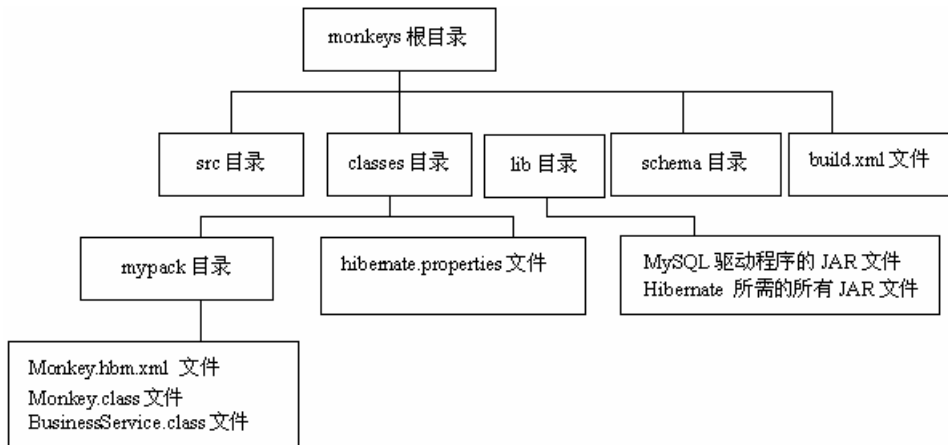 monkeys 根目录
src 目录
classes 目录
lib 目录
schema 目录
build.xml 文件
mypack 目录
hibernate.properties 文件
MySQL 驱动程序的 JAR 文件
Hibernate 所需的所有 JAR 文件
Monkey.hbm.xml 文件
Monkey.class 文件
BusinessService.class 文件